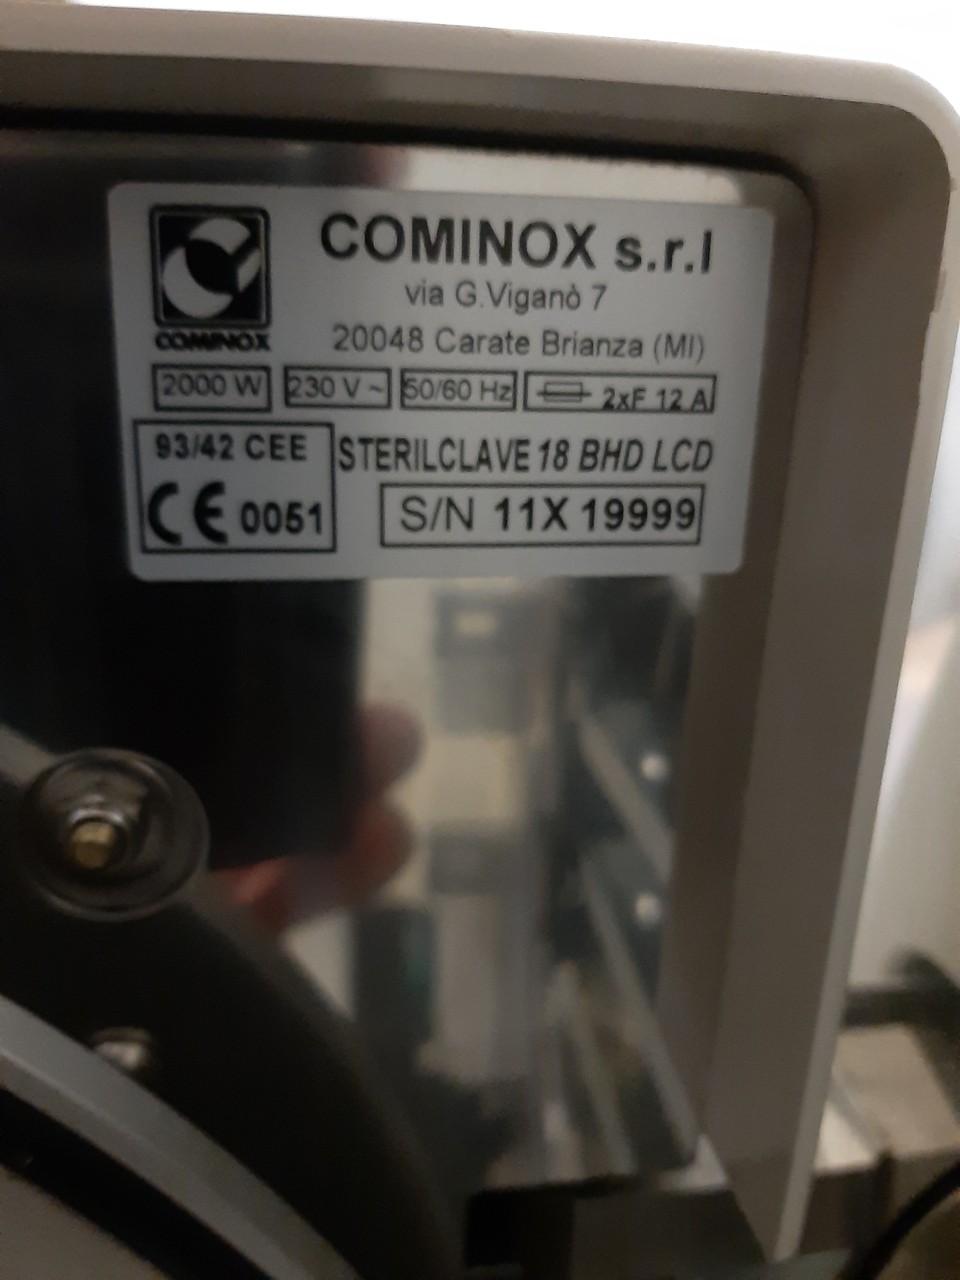 COMINOX s.r.l
via G.Viganò 7
COMINOX
20048 Carate Brianza (MI)
2000 W 230 V ~ 50/60 Hz 2xF 12 A
93/42 CEE
STERILCLAVE 18 BHD LCD
CE 0051
S/N 11X 19999